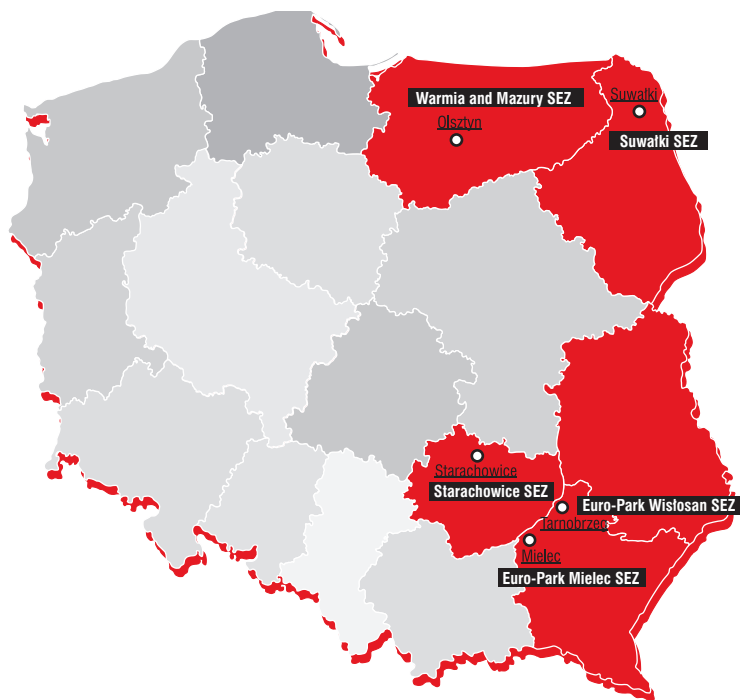 Warmia and Mazury SEZ
Olsztyn
Suwałki
Suwałki SEZ
Starachowice
Starachowice SEZ
Euro-Park Wisłosan SEZ
Tarnobrzeg
Mielec
Euro-Park Mielec SEZ